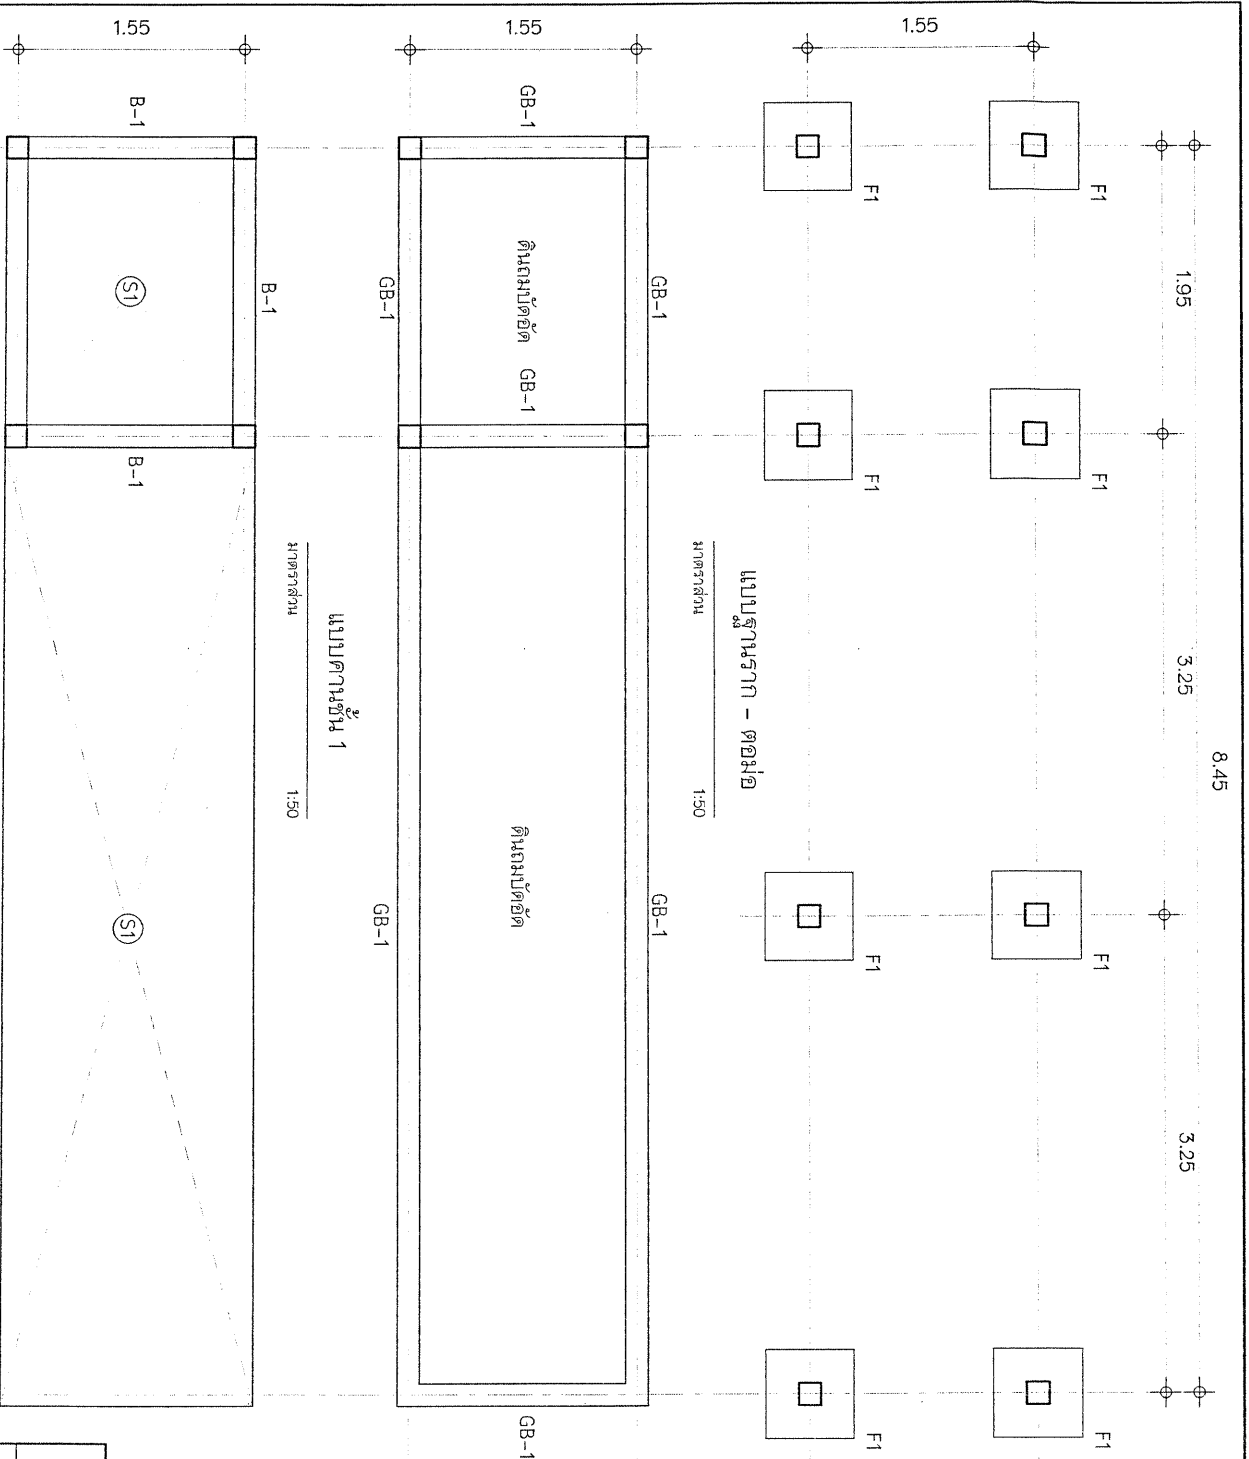 8.45
1.95
3.25
3.25
1.55
F1
F1
F1
F1
F1
F1
F1
F1
แบบฐานราก - ตอม่อ
มาตราส่วน 1:50
1.55
GB-1
GB-1
GB-1
ดินถมบดอัด
GB-1
ดินถมบดอัด
GB-1
GB-1
GB-1
แบบคานชั้น 1
มาตราส่วน 1:50
1.55
B-1
B-1
S1
B-1
S1